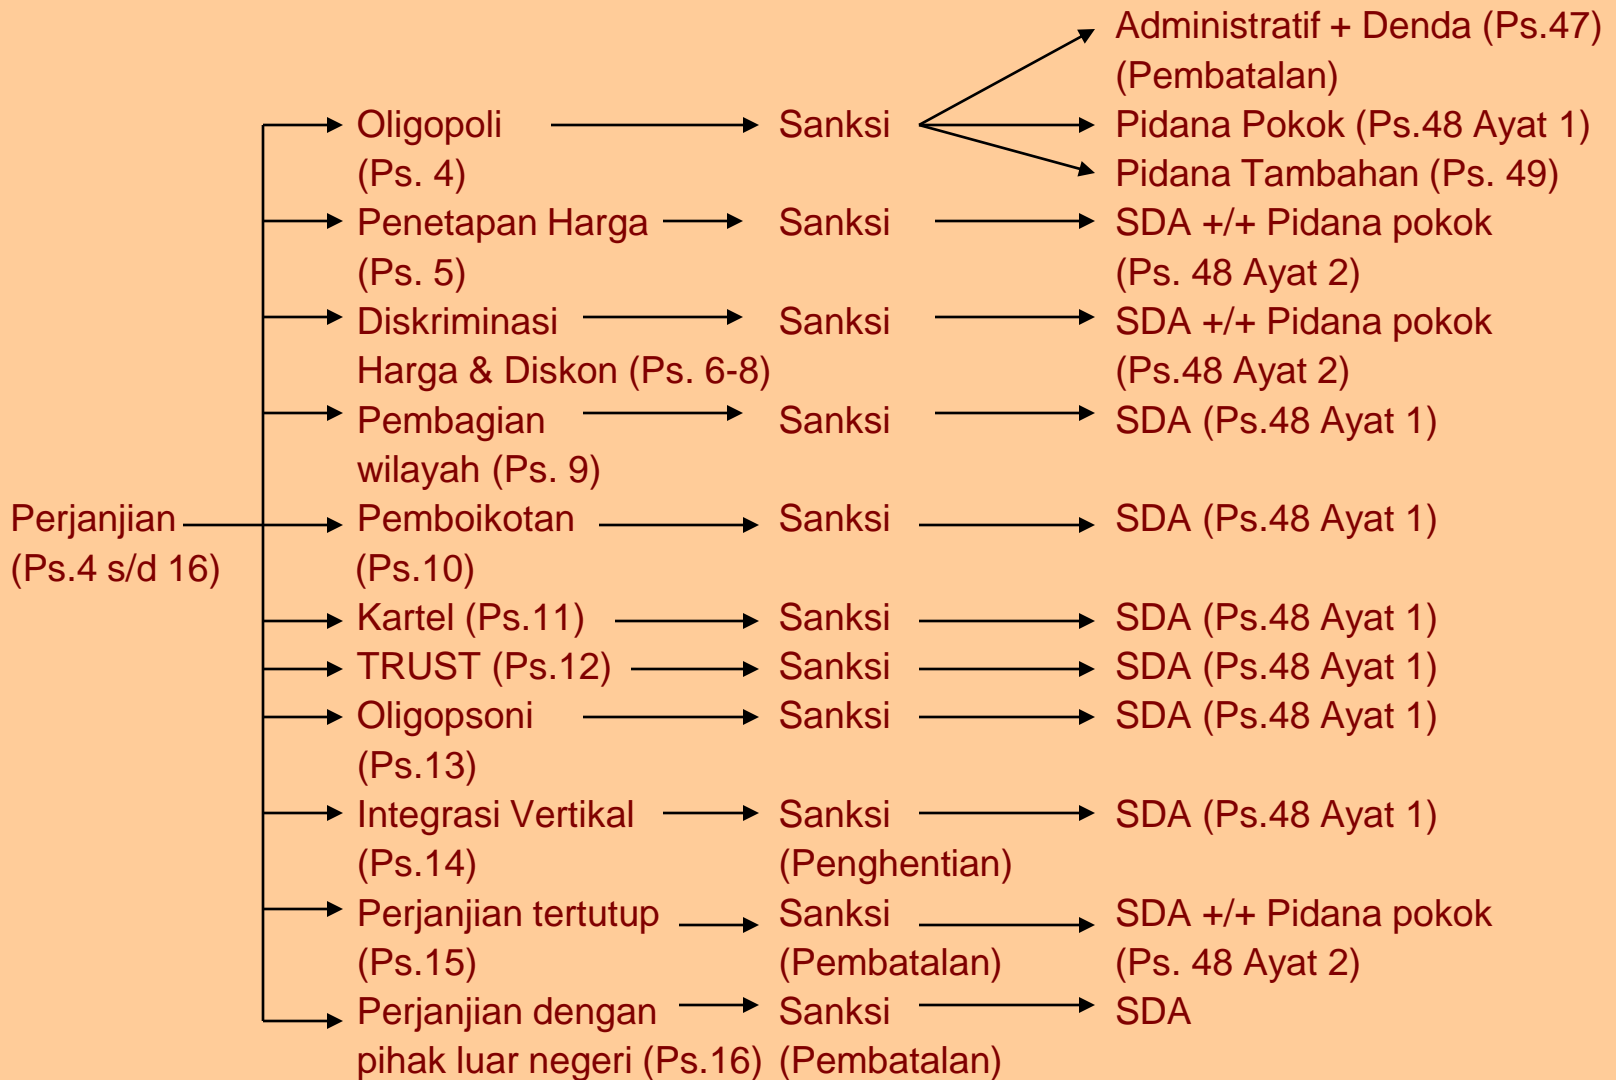 Administratif + Denda (Ps.47)
(Pembatalan)
Oligopoli Sanksi Pidana Pokok (Ps.48 Ayat 1)
(Ps. 4) Pidana Tambahan (Ps. 49)
Penetapan Harga Sanksi SDA +/+ Pidana pokok
(Ps. 5) (Ps. 48 Ayat 2)
Diskriminasi Sanksi SDA +/+ Pidana pokok
Harga & Diskon (Ps. 6-8) (Ps.48 Ayat 2)
Pembagian Sanksi SDA (Ps.48 Ayat 1)
wilayah (Ps. 9)
Perjanjian Pemboikotan Sanksi SDA (Ps.48 Ayat 1)
(Ps.4 s/d 16) (Ps.10)
Kartel (Ps.11) Sanksi SDA (Ps.48 Ayat 1)
TRUST (Ps.12) Sanksi SDA (Ps.48 Ayat 1)
Oligopsoni Sanksi SDA (Ps.48 Ayat 1)
(Ps.13)
Integrasi Vertikal Sanksi SDA (Ps.48 Ayat 1)
(Ps.14) (Penghentian)
Perjanjian tertutup Sanksi SDA +/+ Pidana pokok
(Ps.15) (Pembatalan) (Ps. 48 Ayat 2)
Perjanjian dengan Sanksi SDA
pihak luar negeri (Ps.16) (Pembatalan)